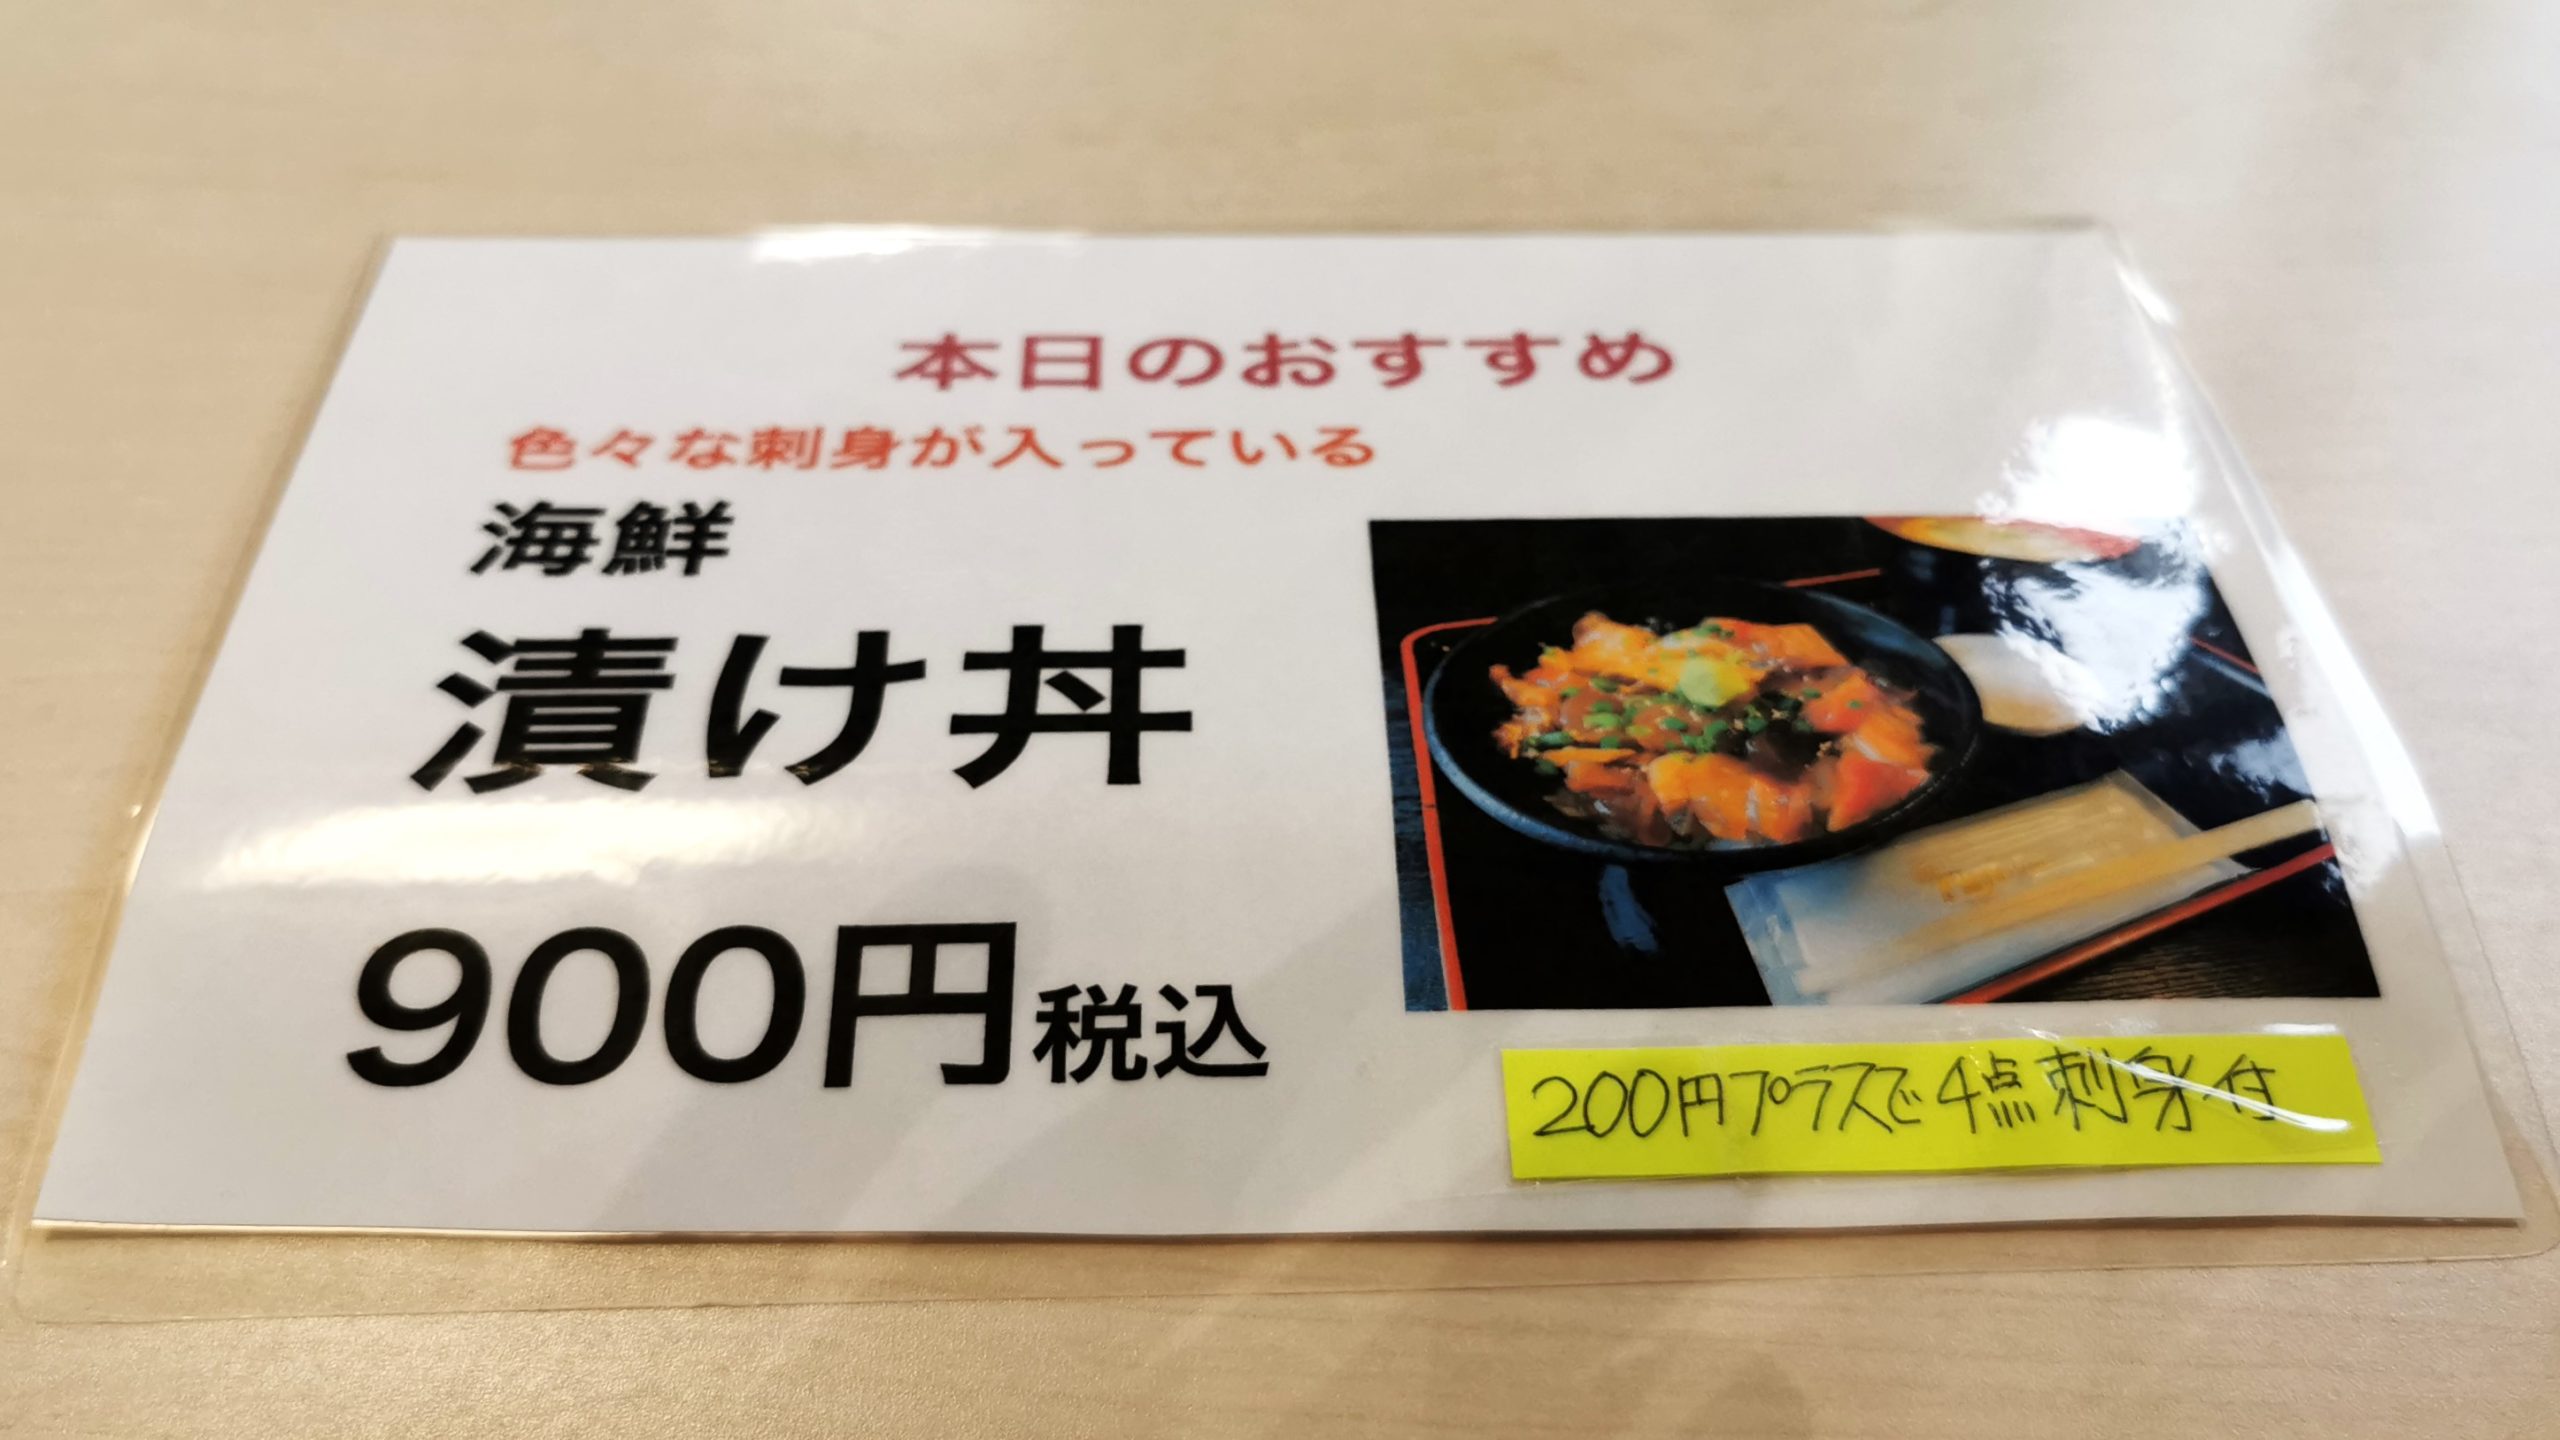 本日のおすすめ
色々な刺身が入っている
海鮮
漬け丼
900円税込
200円プラスで4点刺身付